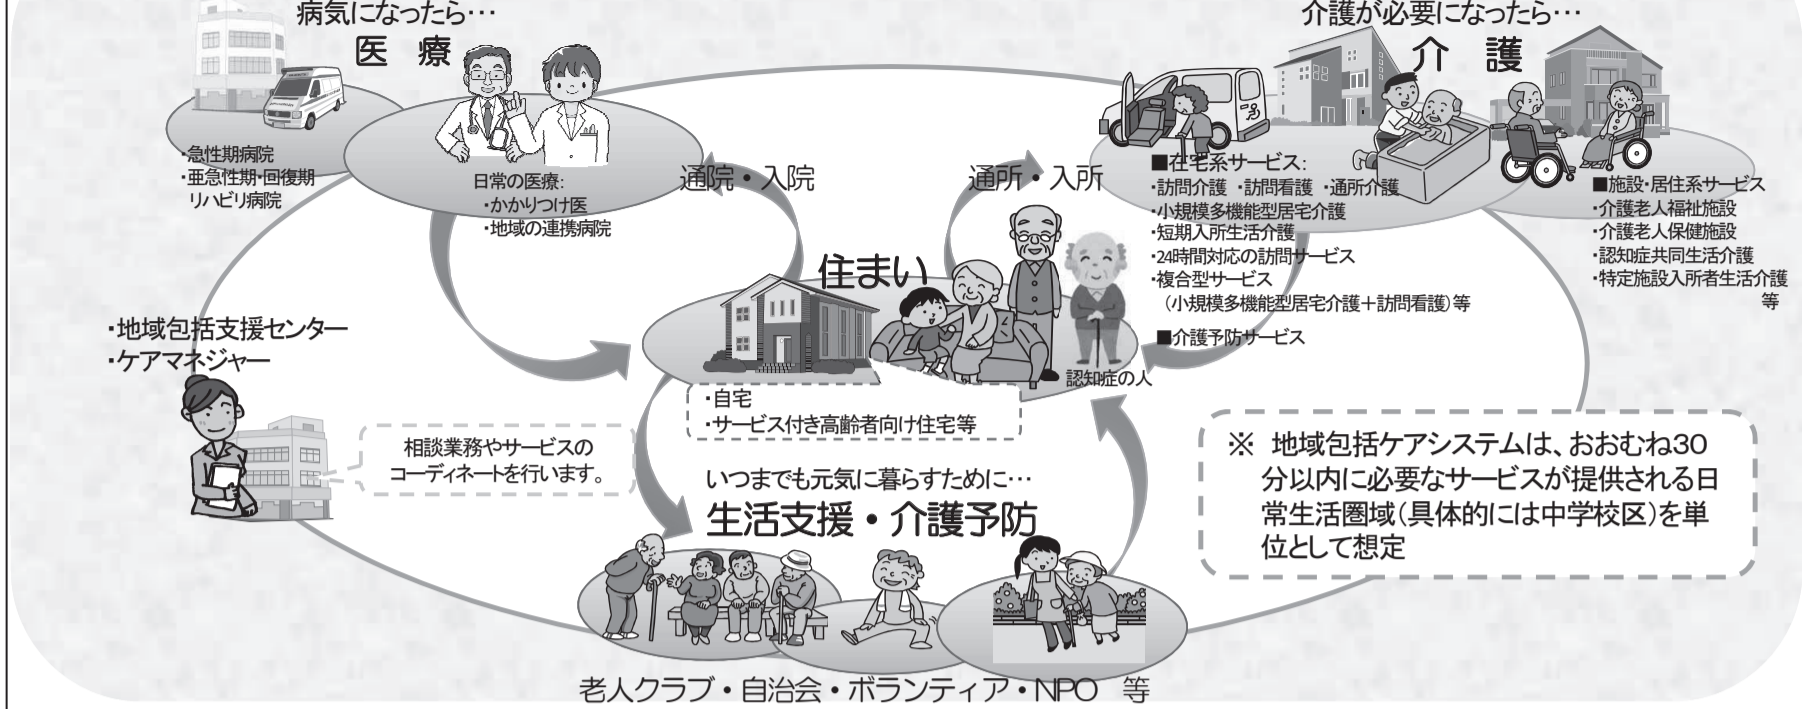 病気になったら…
医 療
・急性期病院
・亜急性期・回復期
リハビリ病院
日常の医療:
・かかりつけ医
・地域の連携病院
通院・入院
介護が必要になったら…
介 護
通所・入所
■在宅系サービス:
・訪問介護 ・訪問看護 ・通所介護
・小規模多機能型居宅介護
・短期入所生活介護
・24時間対応の訪問サービス
・複合型サービス
（小規模多機能型居宅介護＋訪問看護）等
■介護予防サービス
■施設・居住系サービス
・介護老人福祉施設
・介護老人保健施設
・認知症共同生活介護
・特定施設入所者生活介護
等
住まい
認知症の人
・自宅
・サービス付き高齢者向け住宅等
・地域包括支援センター
・ケアマネジャー
相談業務やサービスの
コーディネートを行います。
いつまでも元気に暮らすために…
生活支援・介護予防
老人クラブ・自治会・ボランティア・NPO 等
※ 地域包括ケアシステムは、おおむね30
分以内に必要なサービスが提供される日
常生活圏域（具体的には中学校区）を単
位として想定